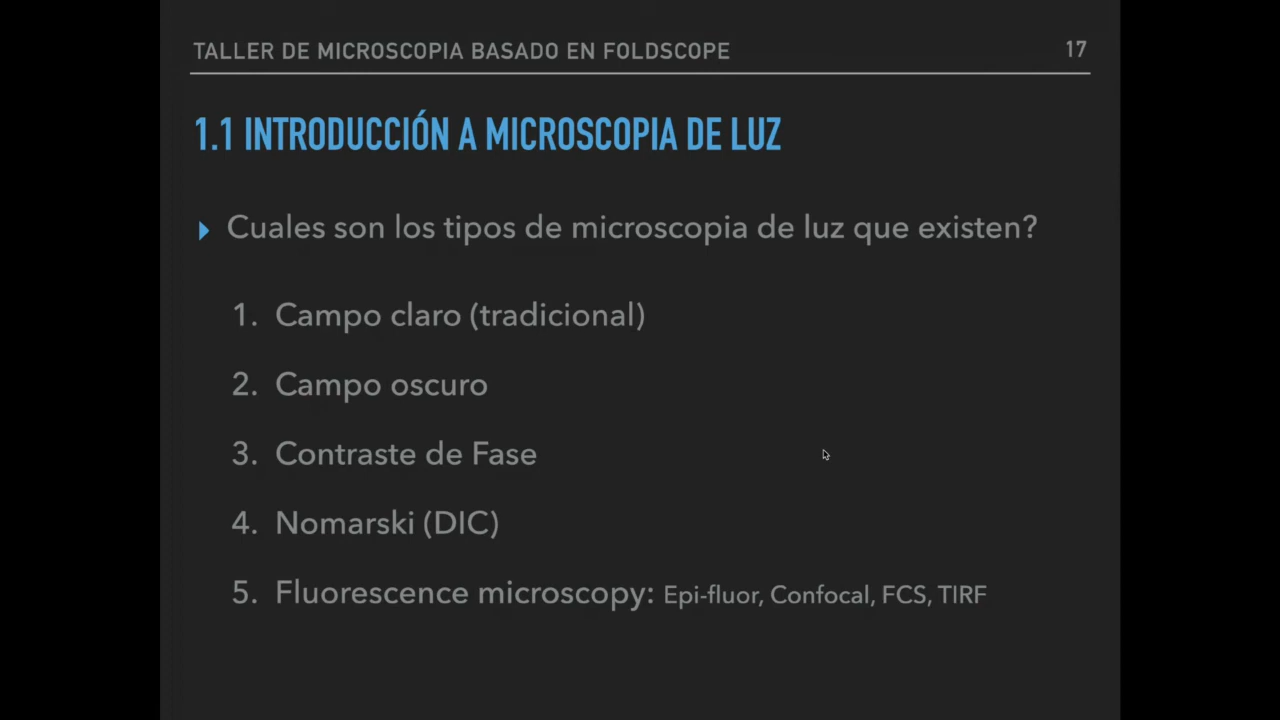 TALLER DE MICROSCOPIA BASADO EN FOLDSCOPE 17
1.1 INTRODUCCIÓN A MICROSCOPIA DE LUZ
Cuales son los tipos de microscopia de luz que existen?
1. Campo claro (tradicional)
2. Campo oscuro
3. Contraste de Fase
4. Nomarski (DIC)
5. Fluorescence microscopy: Epi-fluor, Confocal, FCS, TIRF